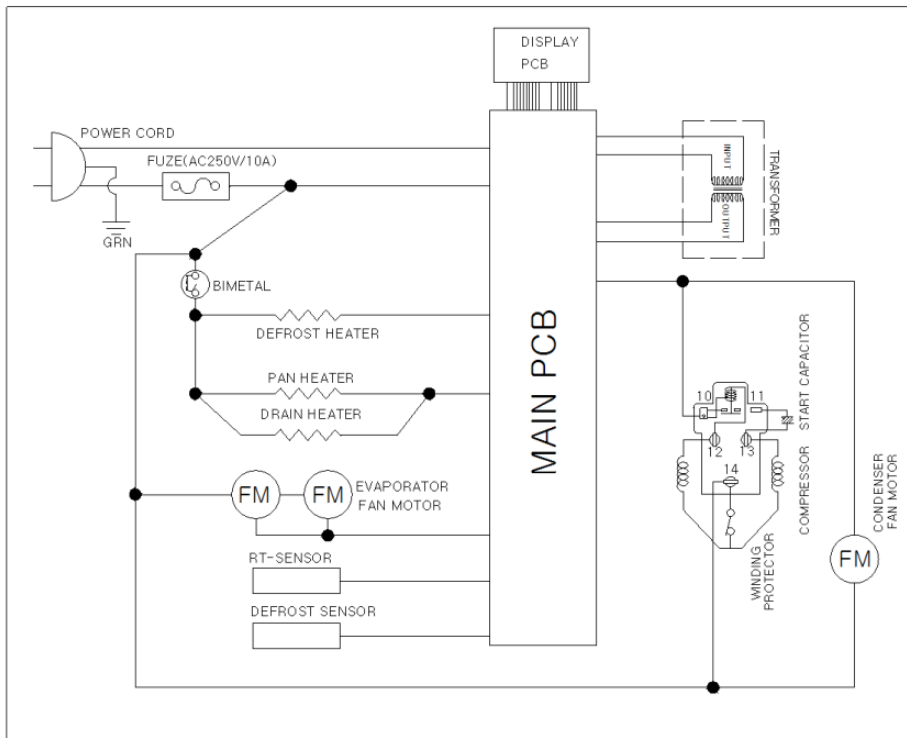 DISPLAY
PCB
POWER CORD
FUZE(AC250V/10A)
GRN
BIMETAL
DEFROST HEATER
PAN HEATER
DRAIN HEATER
FM
FM
EVAPORATOR
FAN MOTOR
RT-SENSOR
DEFROST SENSOR
MAIN PCB
INPUT
OUTPUT
TRANSFORMER
10
11
12
13
14
START CAPACITOR
COMPRESSOR
WINDING
PROTECTOR
CONDENSER
FAN MOTOR
FM